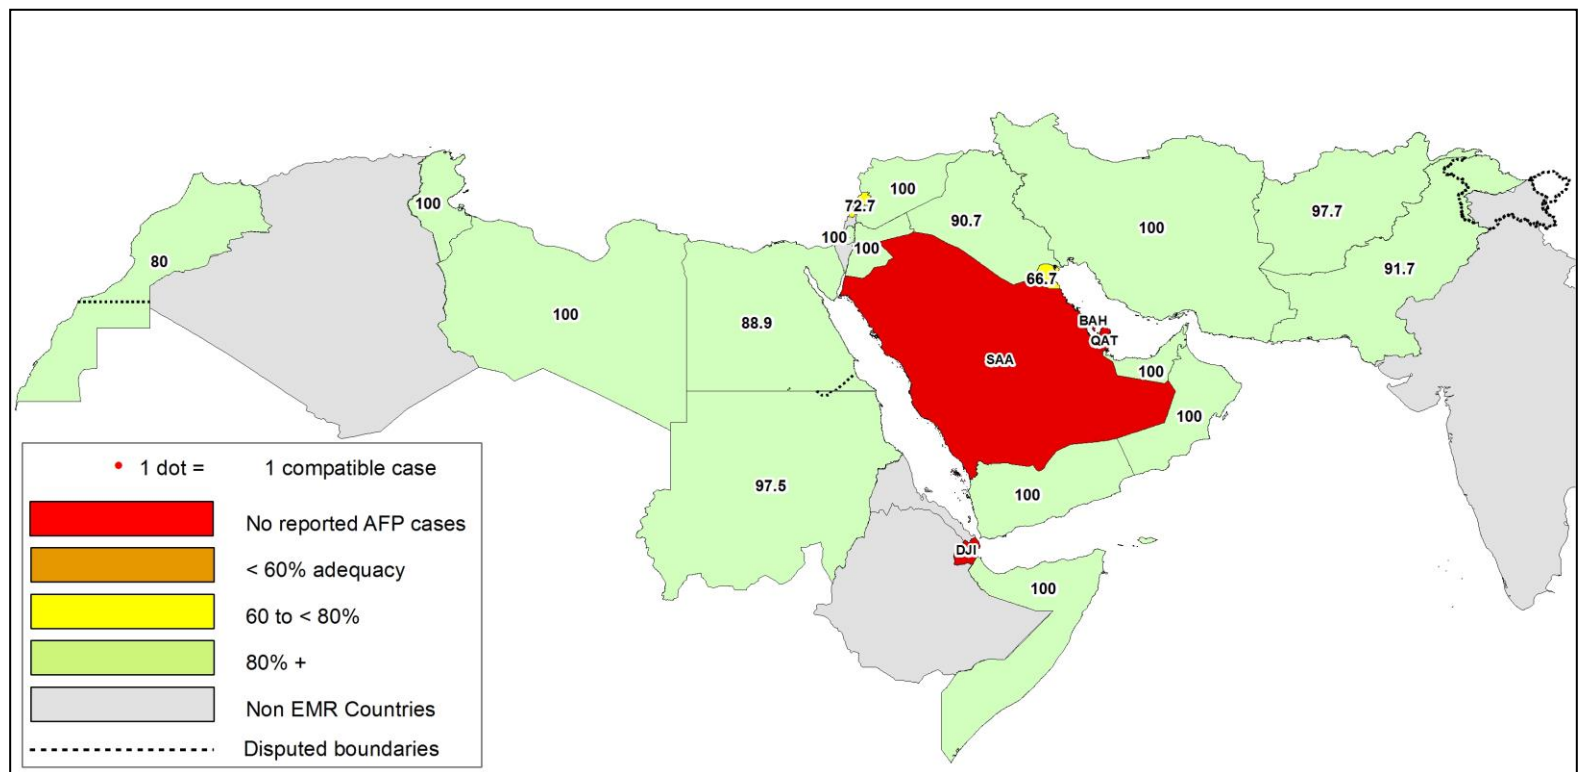 100
100
72.7
90.7
97.7
100
100
100
100
80
91.7
66.7
100
88.9
BAH
QAT
SAA
100
100
97.5
100
DJI
100
1 dot = 1 compatible case
No reported AFP cases
< 60% adequacy
60 to < 80%
80% +
Non EMR Countries
Disputed boundaries